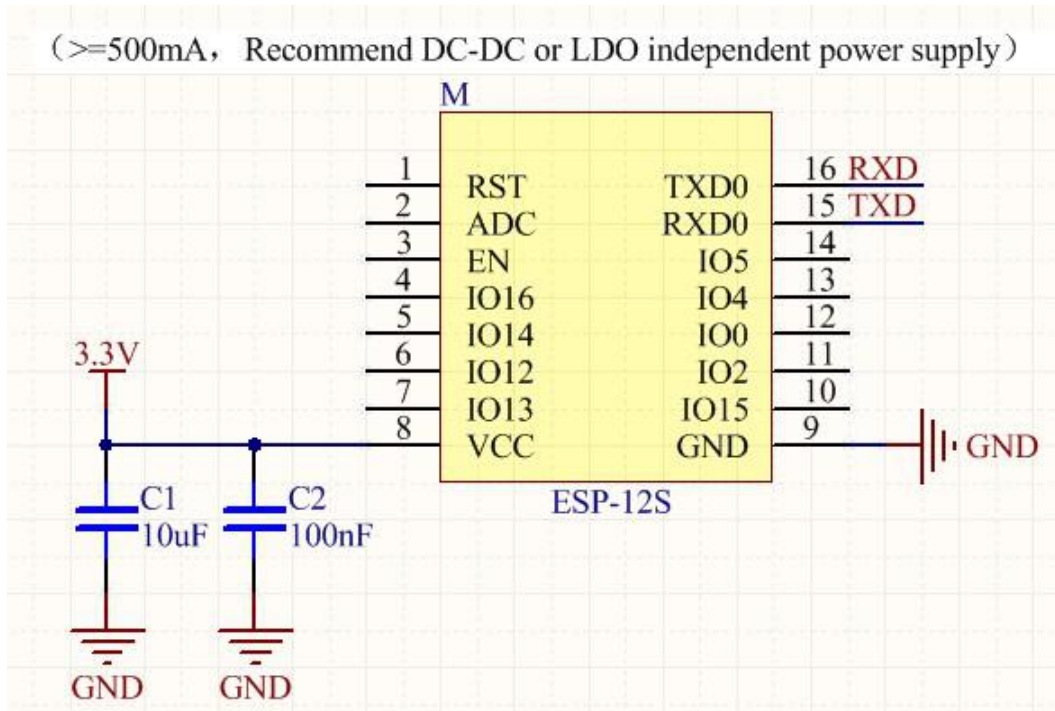 （>=500mA， Recommend DC-DC or LDO independent power supply）
M
1 RST TXD0 16 RXD
2 ADC RXD0 15 TXD
3 EN IO5 14
4 IO16 IO4 13
5 IO14 IO0 12
6 IO12 IO2 11
7 IO13 IO15 10
8 VCC GND 9
3.3V
GND
ESP-12S
C1
10uF
C2
100nF
GND
GND